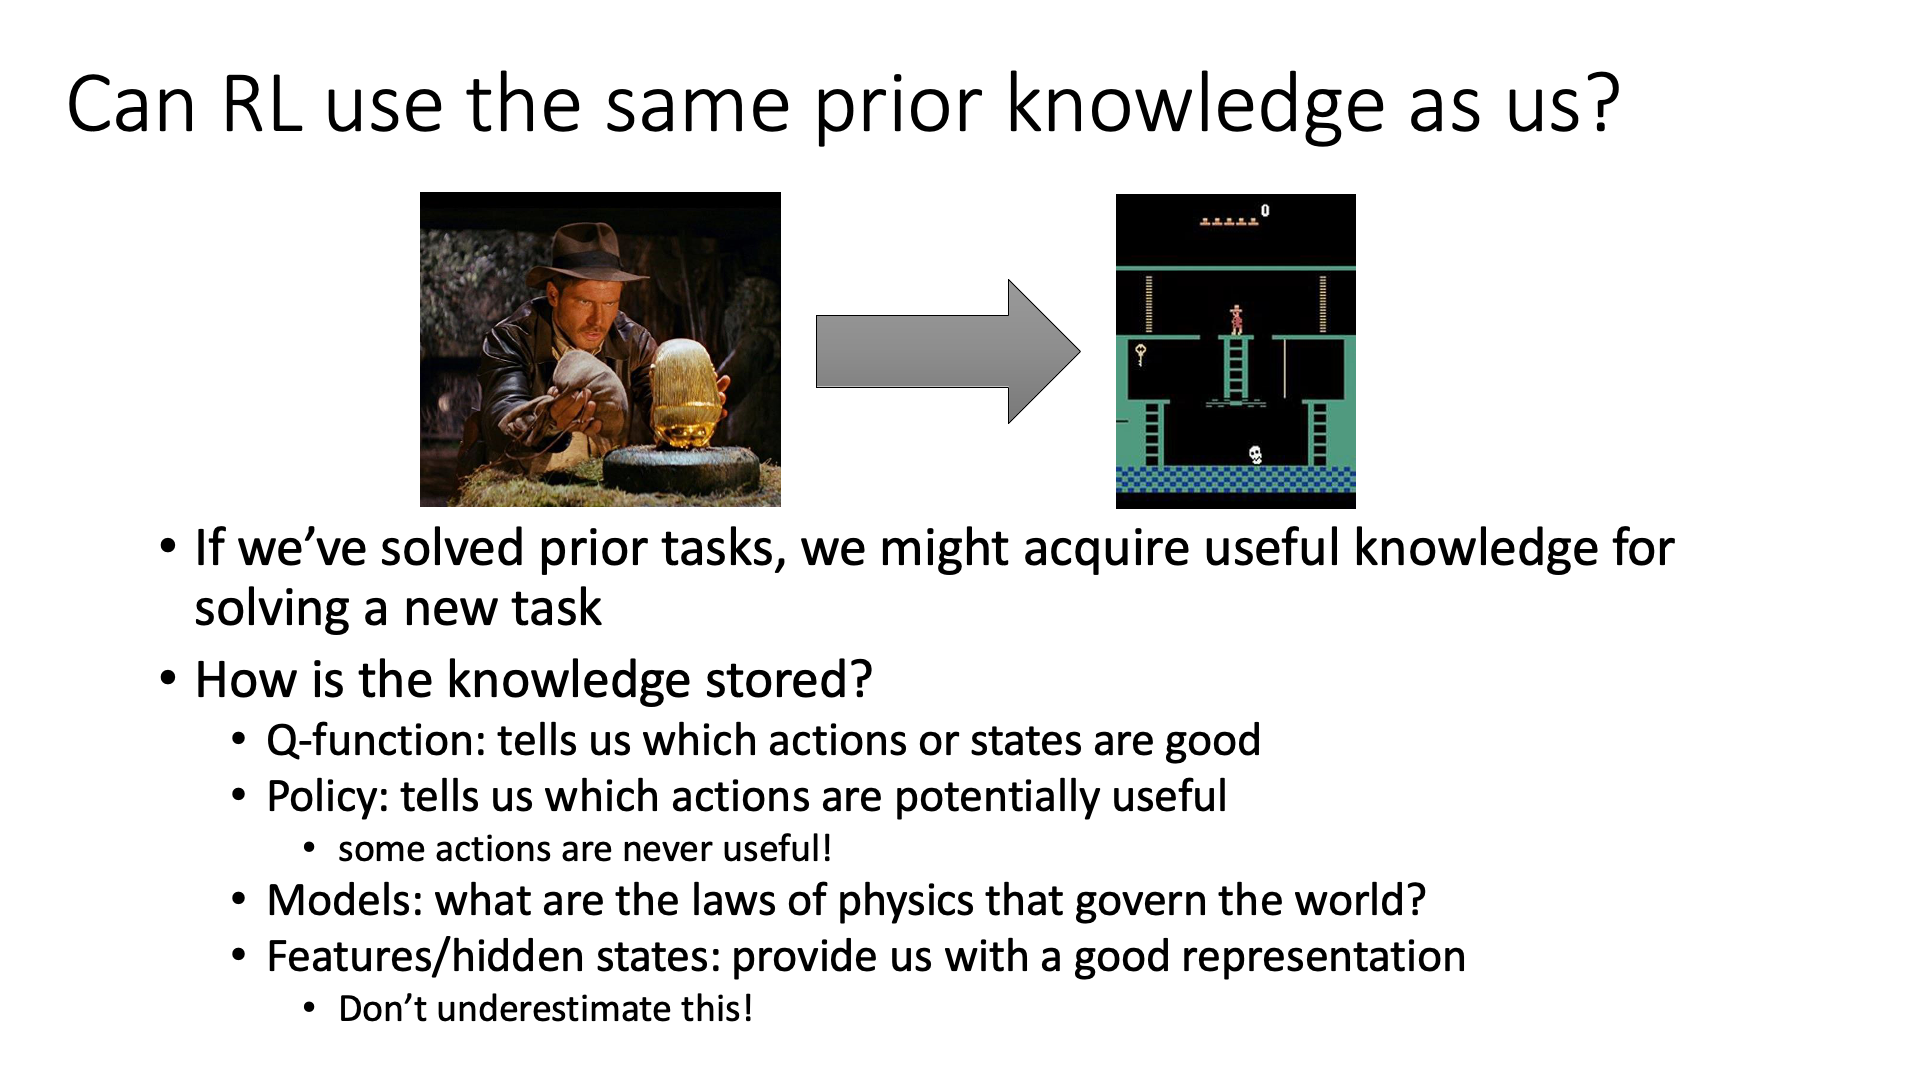 Can RL use the same prior knowledge as us?
0
• If we’ve solved prior tasks, we might acquire useful knowledge for
solving a new task
• How is the knowledge stored?
• Q-function: tells us which actions or states are good
• Policy: tells us which actions are potentially useful
• some actions are never useful!
• Models: what are the laws of physics that govern the world?
• Features/hidden states: provide us with a good representation
• Don’t underestimate this!